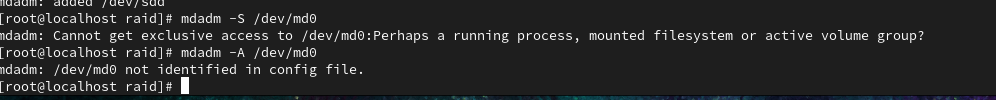 mdadm: added /dev/sdd
[root@localhost raid]# mdadm -S /dev/md0
mdadm: Cannot get exclusive access to /dev/md0:Perhaps a running process, mounted filesystem or active volume group?
[root@localhost raid]# mdadm -A /dev/md0
mdadm: /dev/md0 not identified in config file.
[root@localhost raid]#